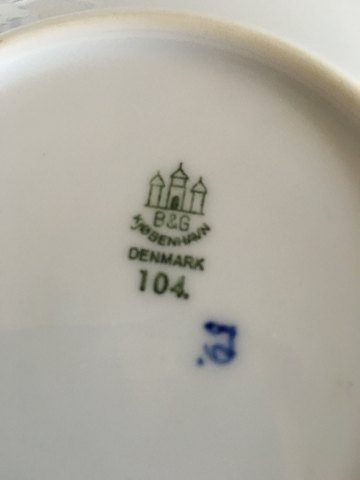 B&G
KJØBENHAVN
DENMARK
104.